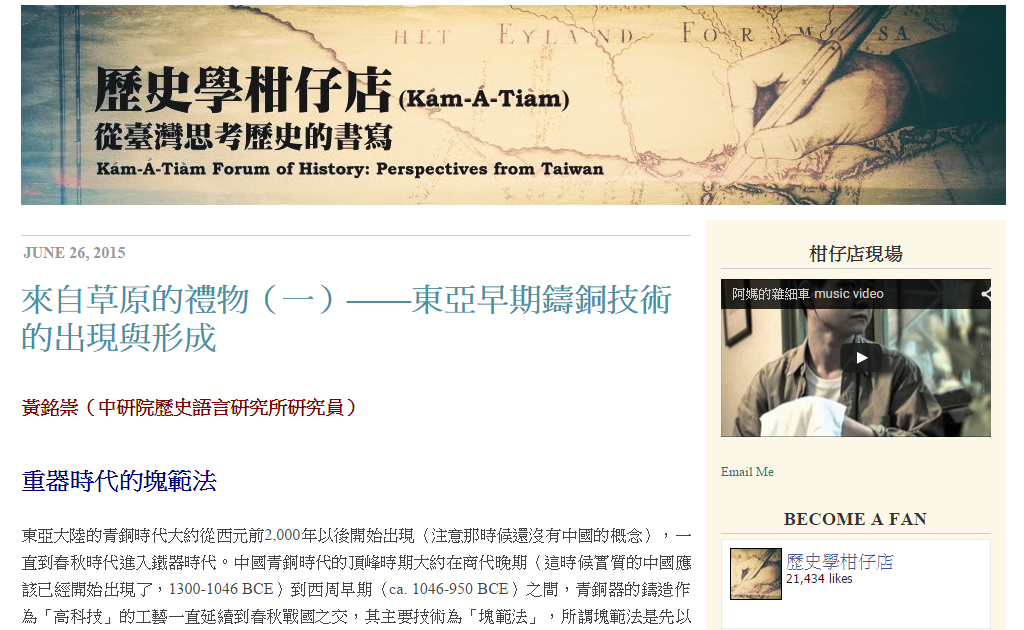 HET EYLAND FORMOSA
歷史學柑仔店 (Kám-Á-Tiàm)
從臺灣思考歷史的書寫
Kám-Á-Tiàm Forum of History: Perspectives from Taiwan
JUNE 26, 2015
來自草原的禮物（一）——東亞早期鑄銅技術
的出現與形成
黃銘崇（中研院歷史語言研究所研究員）
重器時代的塊範法
東亞大陸的青銅時代大約從西元前2,000年以後開始出現（注意那時候還沒有中國的概念），一
直到春秋時代進入鐵器時代。中國青銅時代的頂峰時期大約在商代晚期（這時候實質的中國應
該已經開始出現了，1300-1046 BCE）到西周早期（ca. 1046-950 BCE）之間，青銅器的鑄造作
為「高科技」的工藝一直延續到春秋戰國之交，其主要技術為「塊範法」，所謂塊範法是先以
柑仔店現場
阿嬤的雜細車 music video
Email Me
BECOME A FAN
歷史學柑仔店
21,434 likes